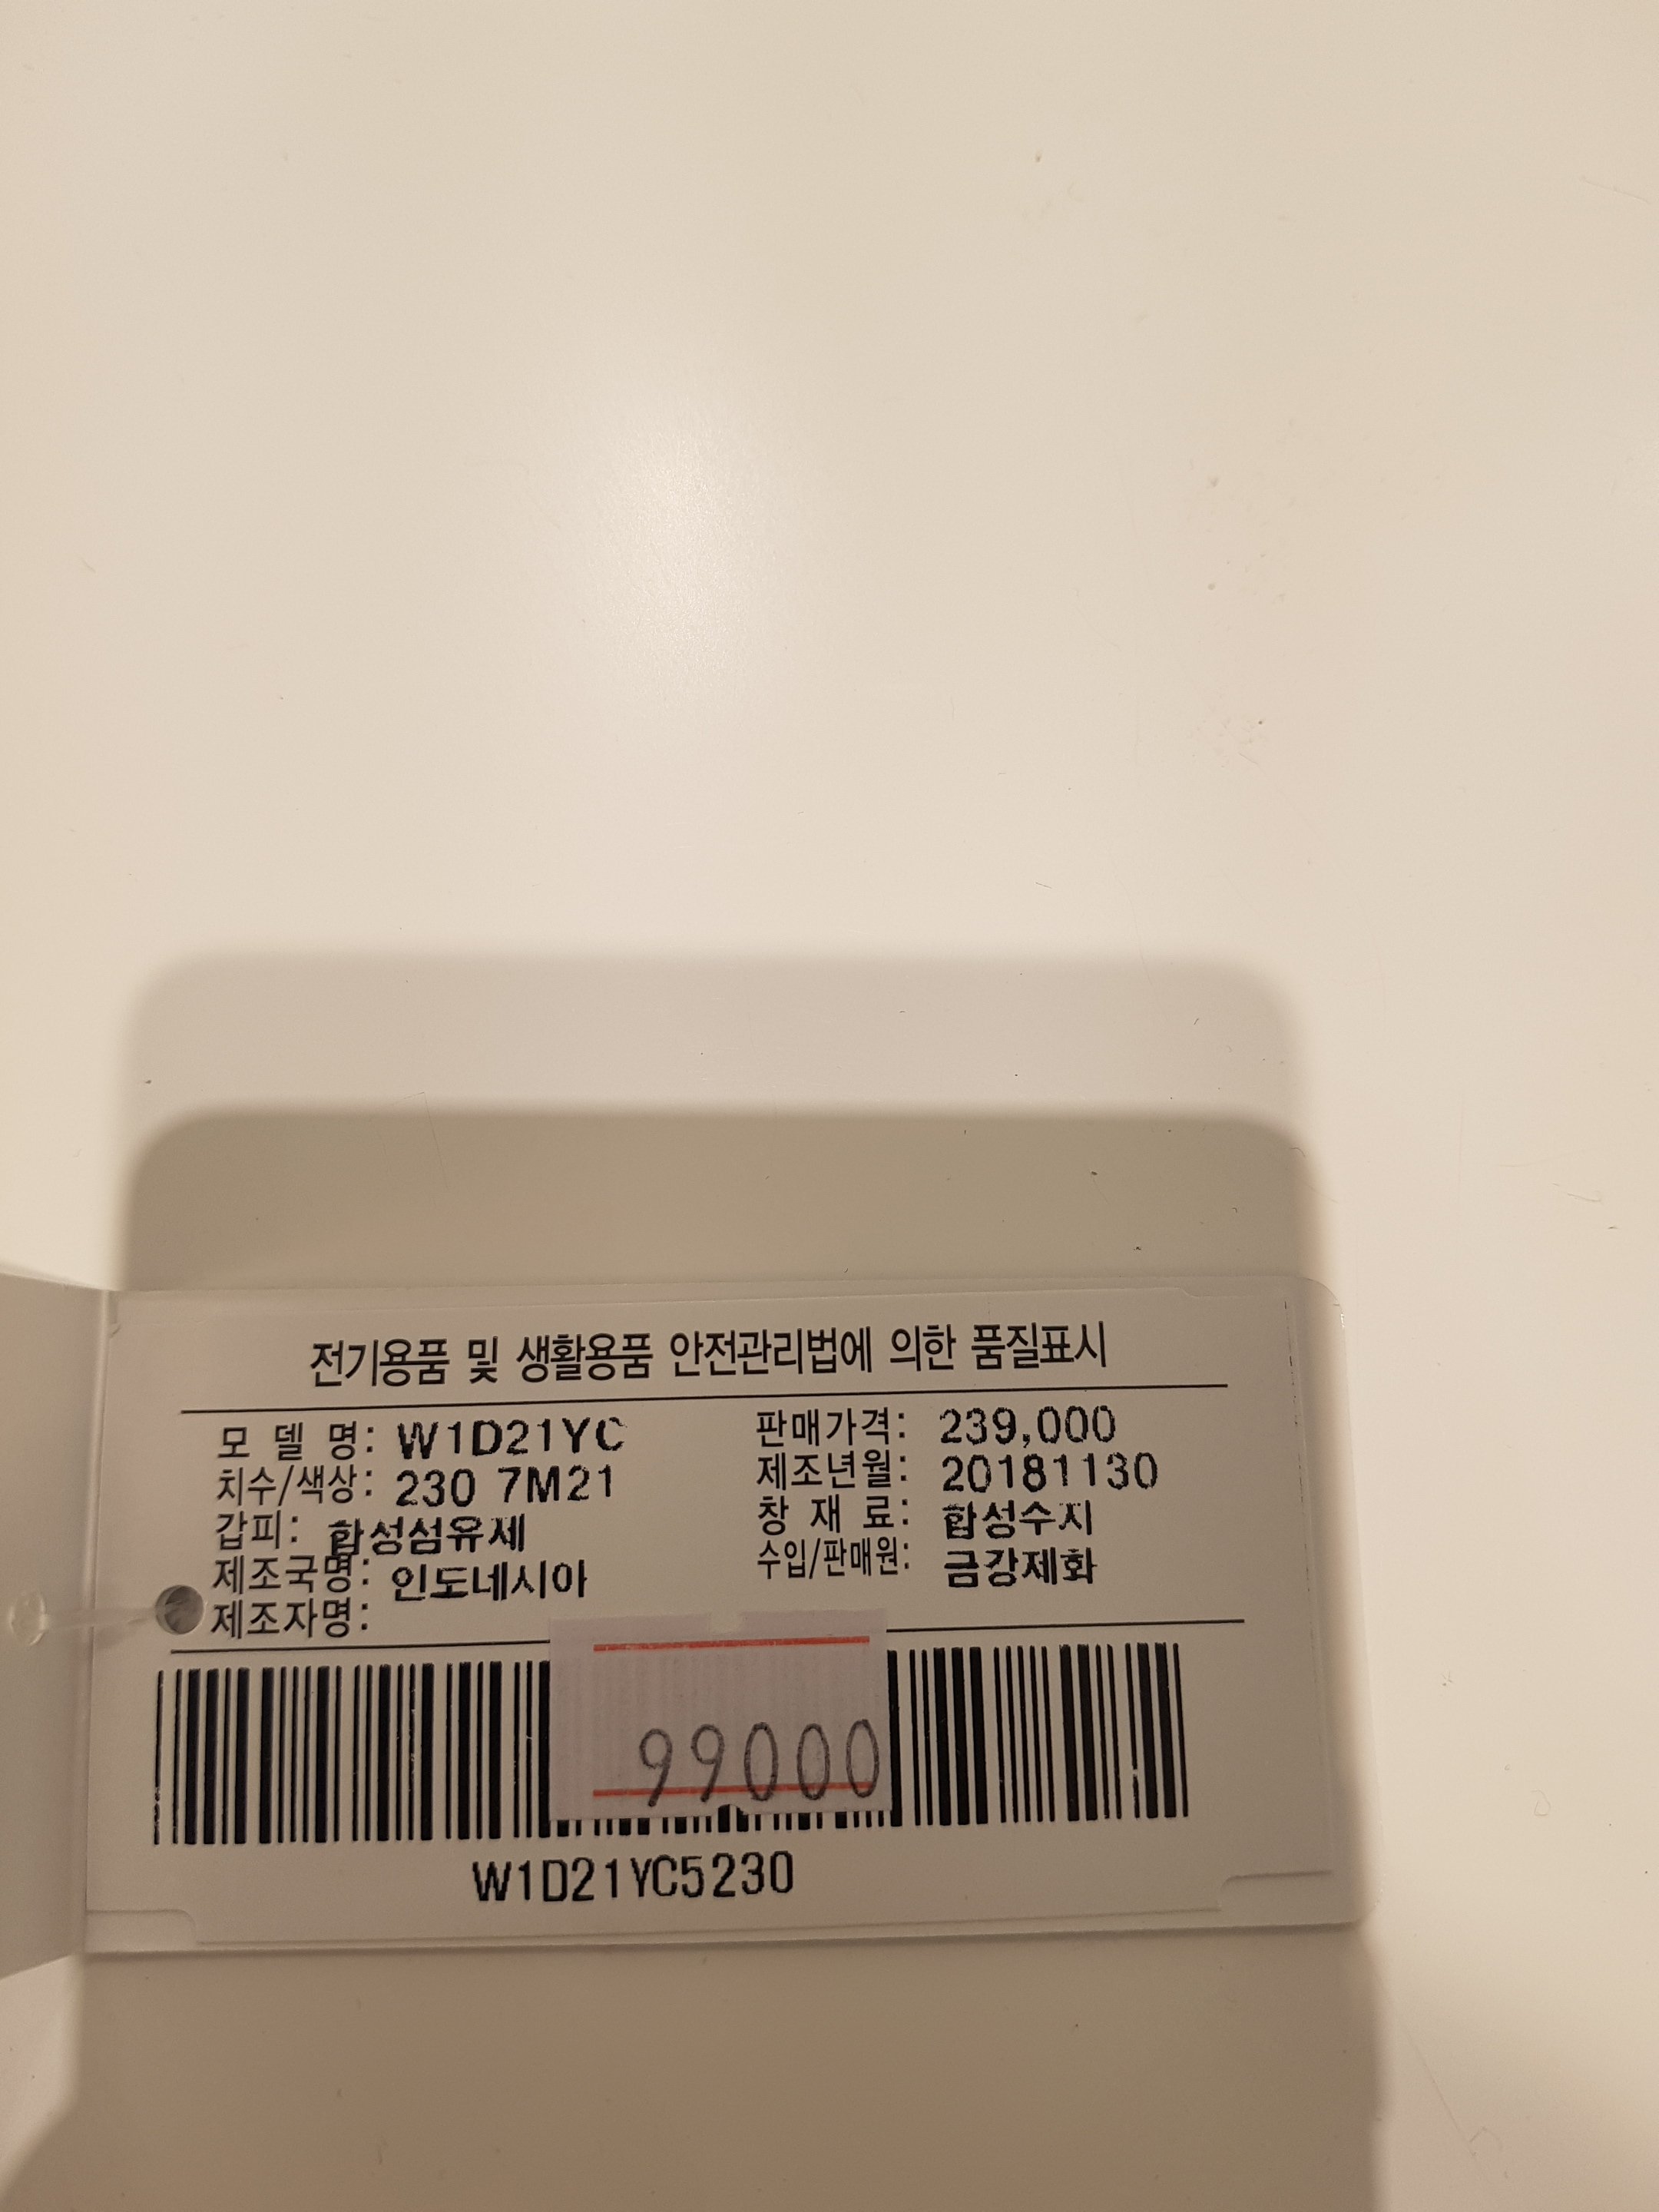 전기용품 및 생활용품 안전관리법에 의한 품질표시
모 델 명: W1D21YC
치수/색상: 230 7M21
갑피: 합성섬유제
제조국명: 인도네시아
제조자명:
판매가격: 239,000
제조년월: 20181130
창 재 료: 합성수지
수입/판매원: 금강제화
99000
W1D21YC5230